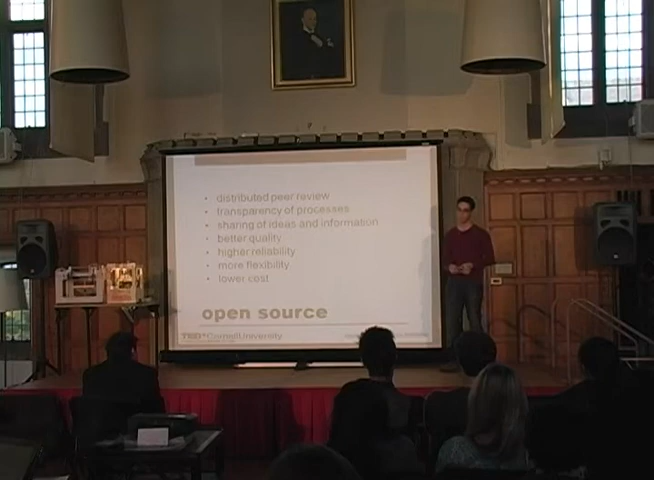 • distributed peer review
• transparency of processes
• sharing of ideas and information
• better quality
• higher reliability
• more flexibility
• lower cost
open source
TEDxCornellUniversity